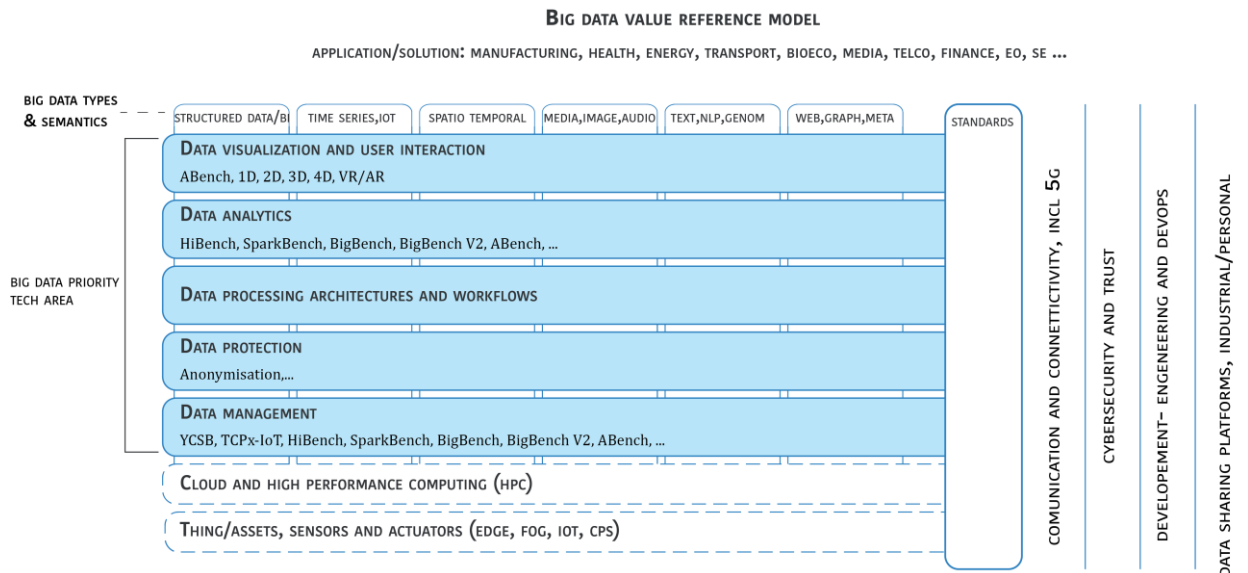 BIG DATA VALUE REFERENCE MODEL
APPLICATION/SOLUTION: MANUFACTURING, HEALTH, ENERGY, TRANSPORT, BIOECO, MEDIA, TELCO, FINANCE, EO, SE ...
BIG DATA TYPES
& SEMANTICS
STRUCTURED DATA/BI
TIME SERIES,IOT
SPATIO TEMPORAL
MEDIA,IMAGE,AUDIO
TEXT,NLP,GENOM
WEB,GRAPH,META
STANDARDS
DATA VISUALIZATION AND USER INTERACTION
ABench, 1D, 2D, 3D, 4D, VR/AR
DATA ANALYTICS
HiBench, SparkBench, BigBench, BigBench V2, ABench, ...
BIG DATA PRIORITY
TECH AREA
DATA PROCESSING ARCHITECTURES AND WORKFLOWS
DATA PROTECTION
Anonymisation,...
DATA MANAGEMENT
YCSB, TCPx-IoT, HiBench, SparkBench, BigBench, BigBench V2, ABench, ...
CLOUD AND HIGH PERFORMANCE COMPUTING (HPC)
THING/ASSETS, SENSORS AND ACTUATORS (EDGE, FOG, IOT, CPS)
COMUNICATION AND CONNETTICTIVITY, INCL 5G
CYBERSECURITY AND TRUST
DEVELOPEMENT- ENGENEERING AND DEVOPS
DATA SHARING PLATFORMS, INDUSTRIAL/PERSONAL